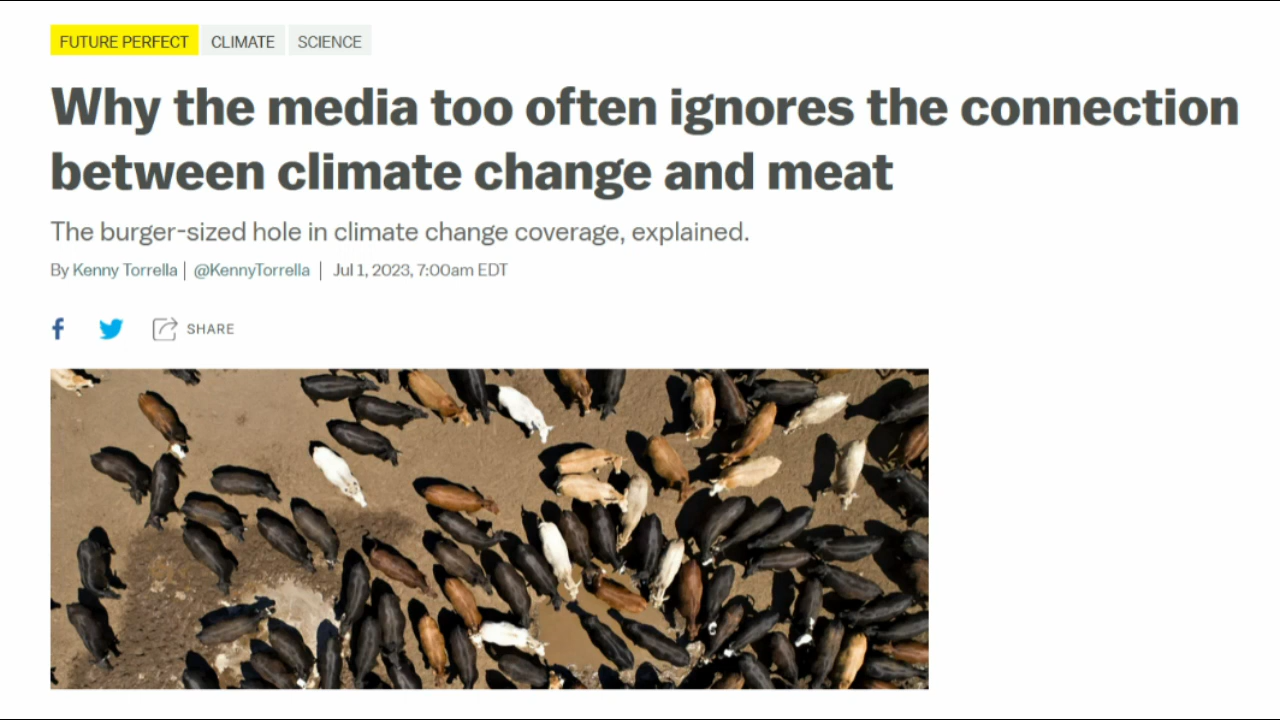 FUTURE PERFECT CLIMATE SCIENCE
Why the media too often ignores the connection
between climate change and meat
The burger-sized hole in climate change coverage, explained.
By Kenny Torrella | @KennyTorrella | Jul 1, 2023, 7:00am EDT
SHARE